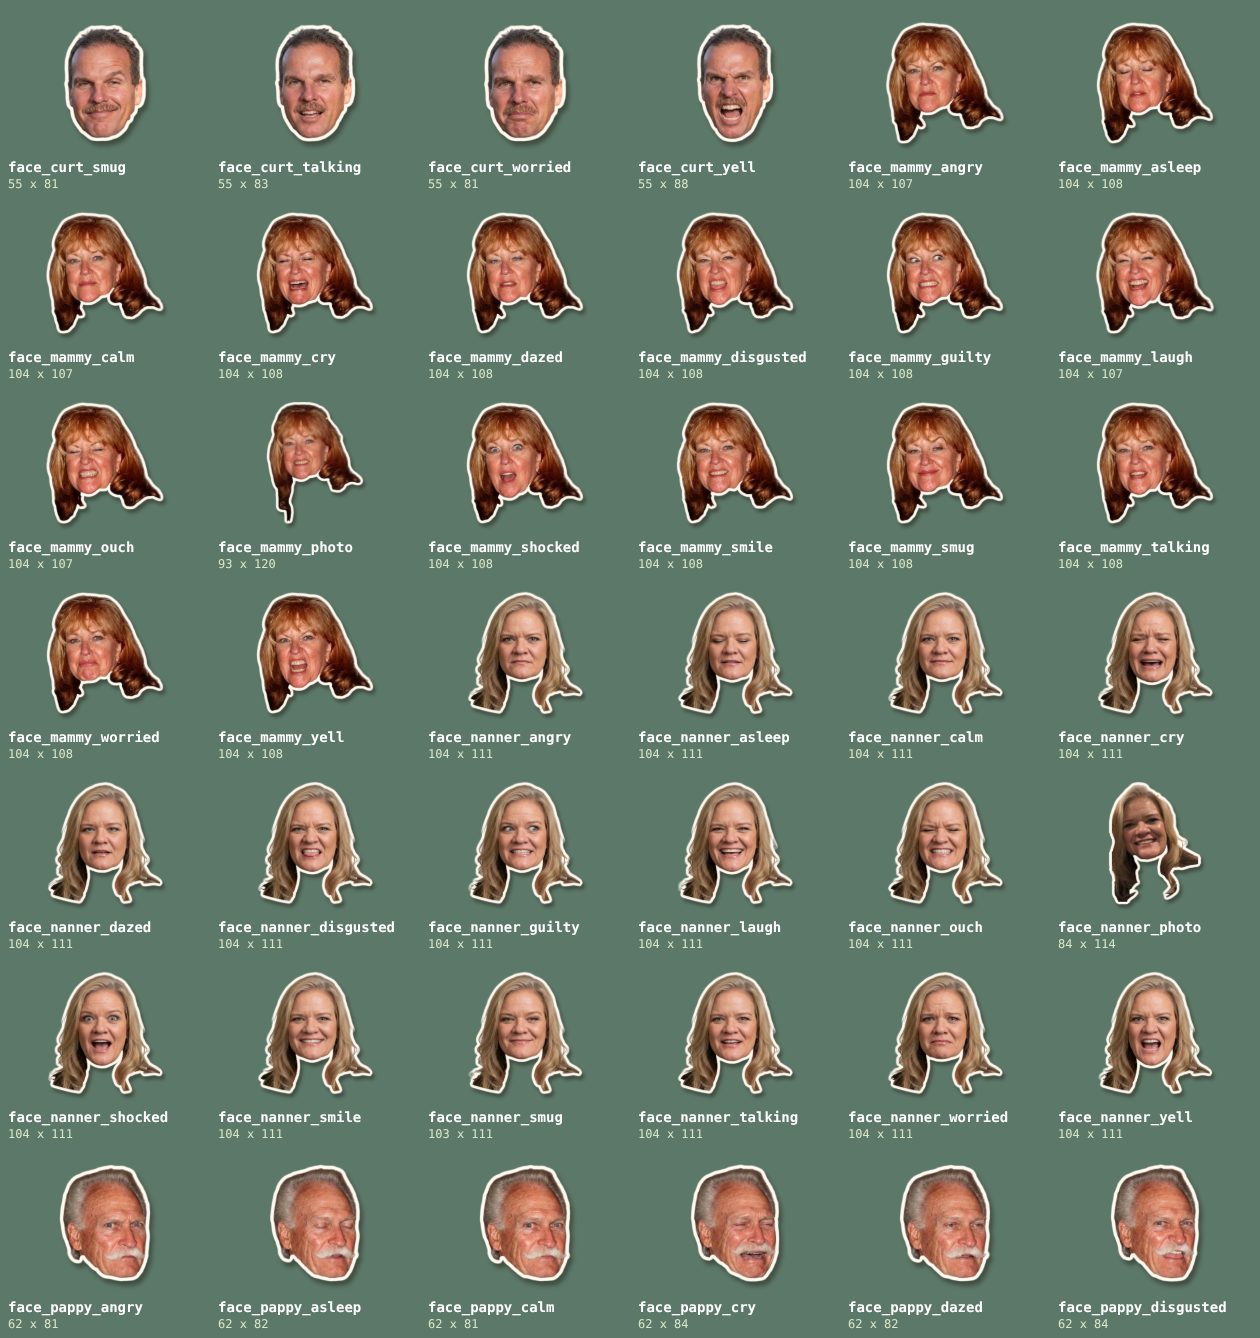 face_curt_smug
55 x 81
face_curt_talking
55 x 83
face_curt_worried
55 x 81
face_curt_yell
55 x 88
face_mammy_angry
104 x 107
face_mammy_asleep
104 x 108
face_mammy_calm
104 x 107
face_mammy_cry
104 x 108
face_mammy_dazed
104 x 108
face_mammy_disgusted
104 x 108
face_mammy_guilty
104 x 108
face_mammy_laugh
104 x 107
face_mammy_ouch
104 x 107
face_mammy_photo
93 x 120
face_mammy_shocked
104 x 108
face_mammy_smile
104 x 108
face_mammy_smug
104 x 108
face_mammy_talking
104 x 108
face_mammy_worried
104 x 108
face_mammy_yell
104 x 108
face_nanner_angry
104 x 111
face_nanner_asleep
104 x 111
face_nanner_calm
104 x 111
face_nanner_cry
104 x 111
face_nanner_dazed
104 x 111
face_nanner_disgusted
104 x 111
face_nanner_guilty
104 x 111
face_nanner_laugh
104 x 111
face_nanner_ouch
104 x 111
face_nanner_photo
84 x 114
face_nanner_shocked
104 x 111
face_nanner_smile
104 x 111
face_nanner_smug
103 x 111
face_nanner_talking
104 x 111
face_nanner_worried
104 x 111
face_nanner_yell
104 x 111
face_pappy_angry
62 x 81
face_pappy_asleep
62 x 82
face_pappy_calm
62 x 81
face_pappy_cry
62 x 84
face_pappy_dazed
62 x 82
face_pappy_disgusted
62 x 84